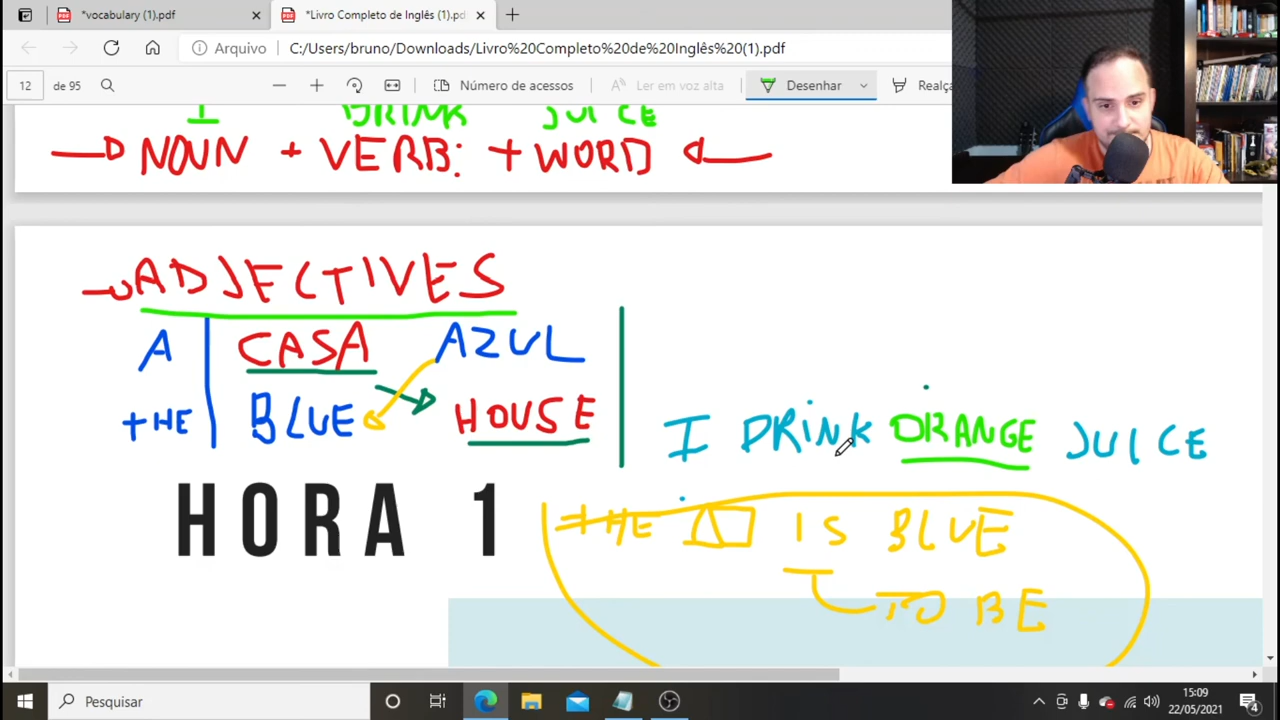 *vocabulary (1).pdf
*Livro Completo de Inglês (1).pd
Arquivo
C:/Users/bruno/Downloads/Livro%20Completo%20de%20Inglês%20(1).pdf
12 de 95
Número de acessos
Ler em voz alta
Desenhar
Realça
I DRINK JUICE
NOUN + VERB: + WORD
ADJECTIVES
A CASA AZUL
THE BLUE HOUSE
I DRINK ORANGE JUICE
HORA 1
THE IS BLUE
TO BE
Pesquisar
15:09
22/05/2021
4